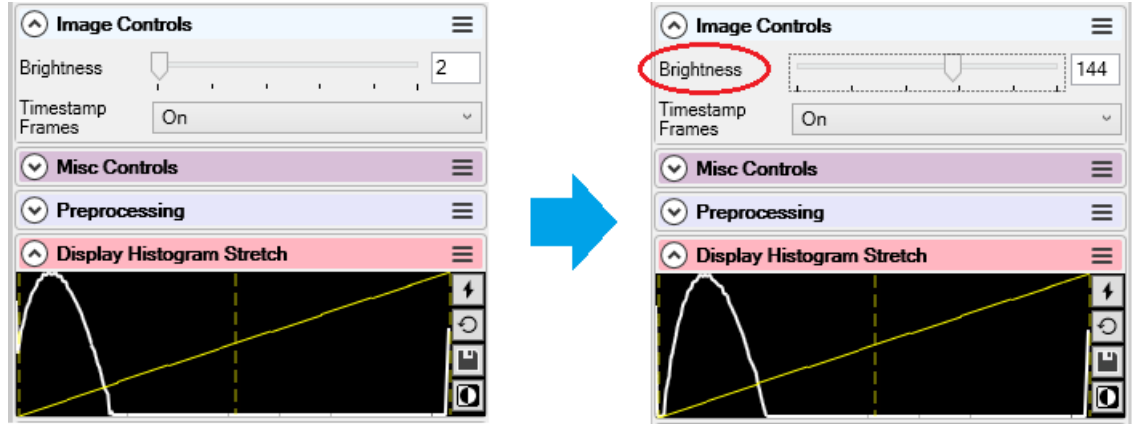 Image Controls
Brightness 2
Timestamp
Frames On
Misc Controls
Preprocessing
Display Histogram Stretch
Image Controls
Brightness 144
Timestamp
Frames On
Misc Controls
Preprocessing
Display Histogram Stretch